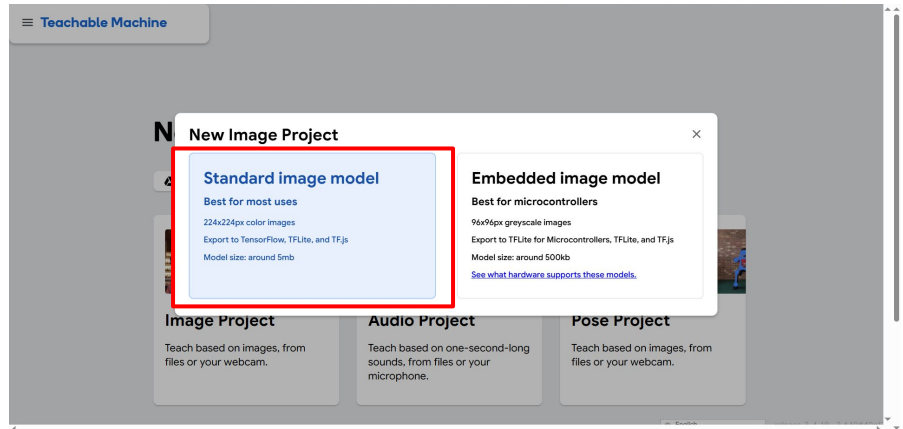 Teachable Machine
N
New Image Project
Standard image model
Best for most uses
224x224px color images
Export to TensorFlow, TFLite, and TF.js
Model size: around 5mb
Embedded image model
Best for microcontrollers
96x96px greyscale images
Export to TFLite for Microcontrollers, TFLite, and TF.js
Model size: around 500kb
See what hardware supports these models.
Image Project
Teach based on images, from
files or your webcam.
Audio Project
Teach based on one-second-long
sounds, from files or your
microphone.
Pose Project
Teach based on images, from
files or your webcam.
English